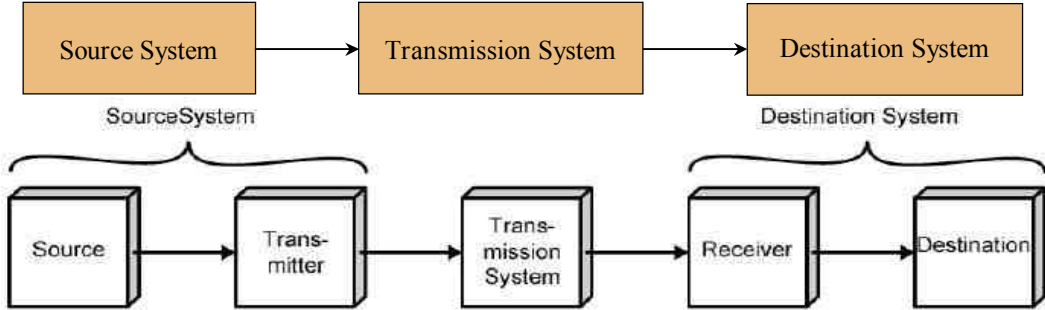 Source System
Transmission System
Destination System
SourceSystem
Destination System
Source
Trans-
mitter
Trans-
mission
System
Receiver
Destination